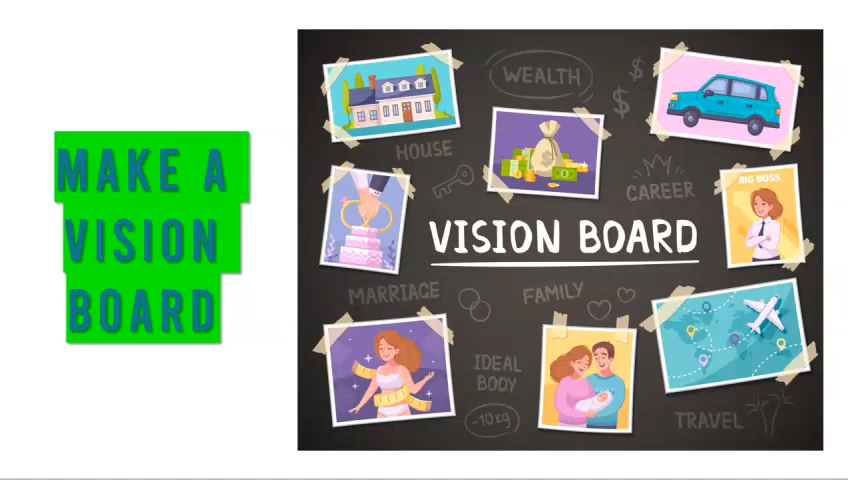 MAKE A
VISION
BOARD
WEALTH
$
$
HOUSE
CAREER
BIG BOSS
VISION BOARD
MARRIAGE
FAMILY
IDEAL
BODY
-10kg
TRAVEL